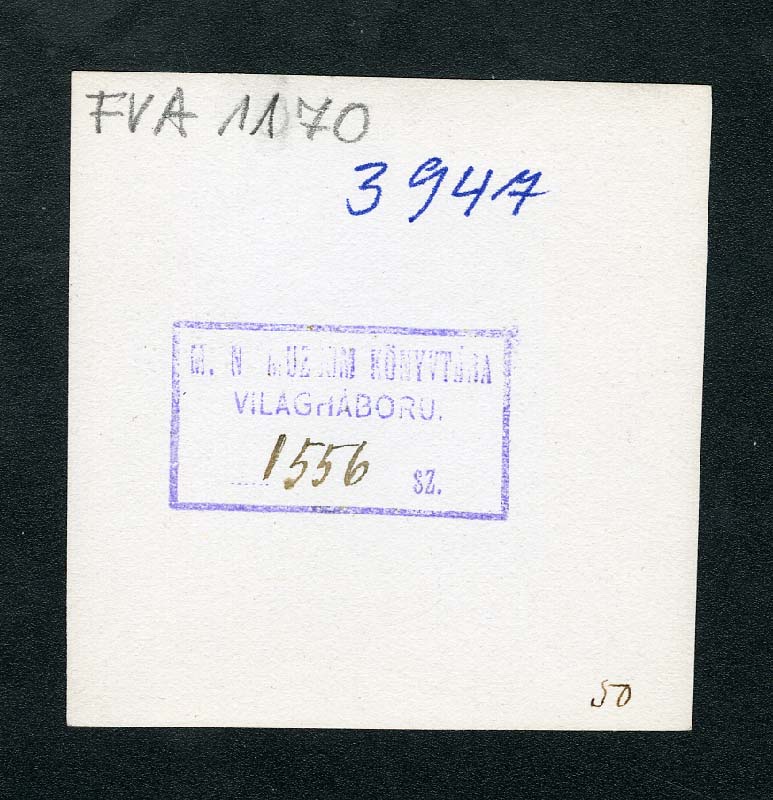 FVA 1170
3947
M. N. MUZEUM KÖNYVTÁRA
VILÁGHÁBORU.
1556 sz.
50